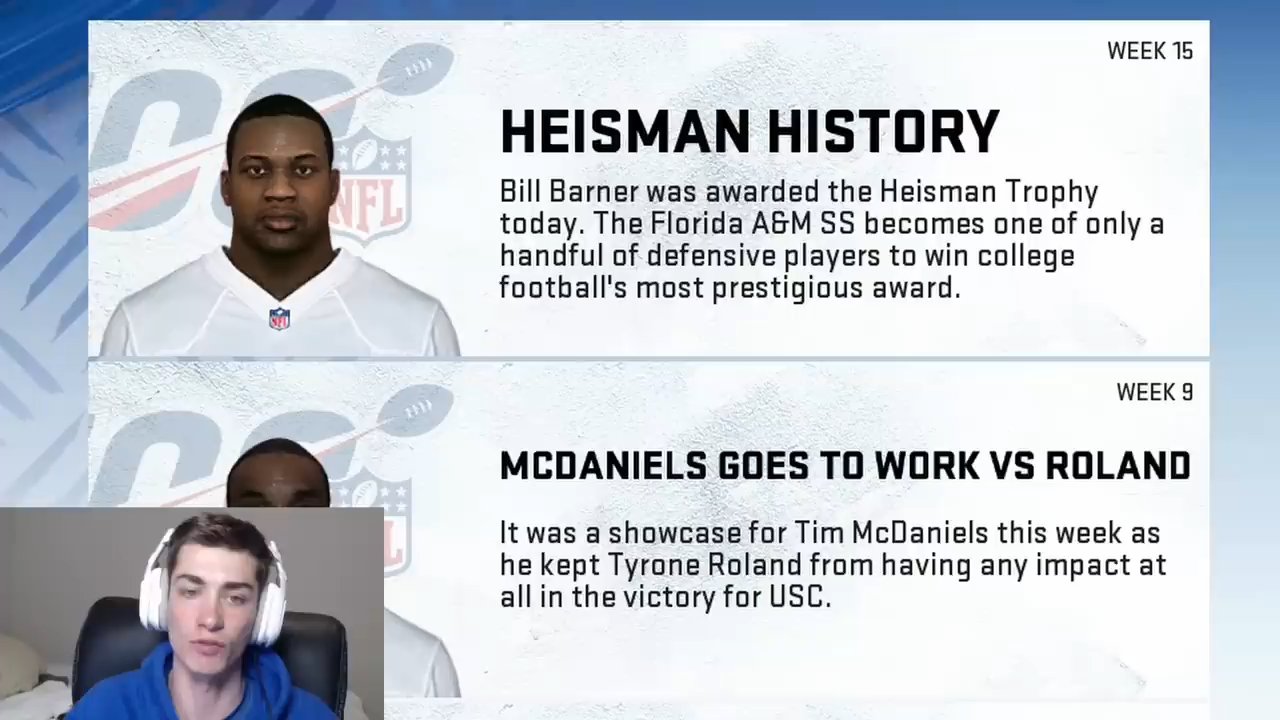 WEEK 15
HEISMAN HISTORY
Bill Barner was awarded the Heisman Trophy
today. The Florida A&M SS becomes one of only a
handful of defensive players to win college
football's most prestigious award.
NFL
NFL
WEEK 9
MCDANIELS GOES TO WORK VS ROLAND
It was a showcase for Tim McDaniels this week as
he kept Tyrone Roland from having any impact at
all in the victory for USC.